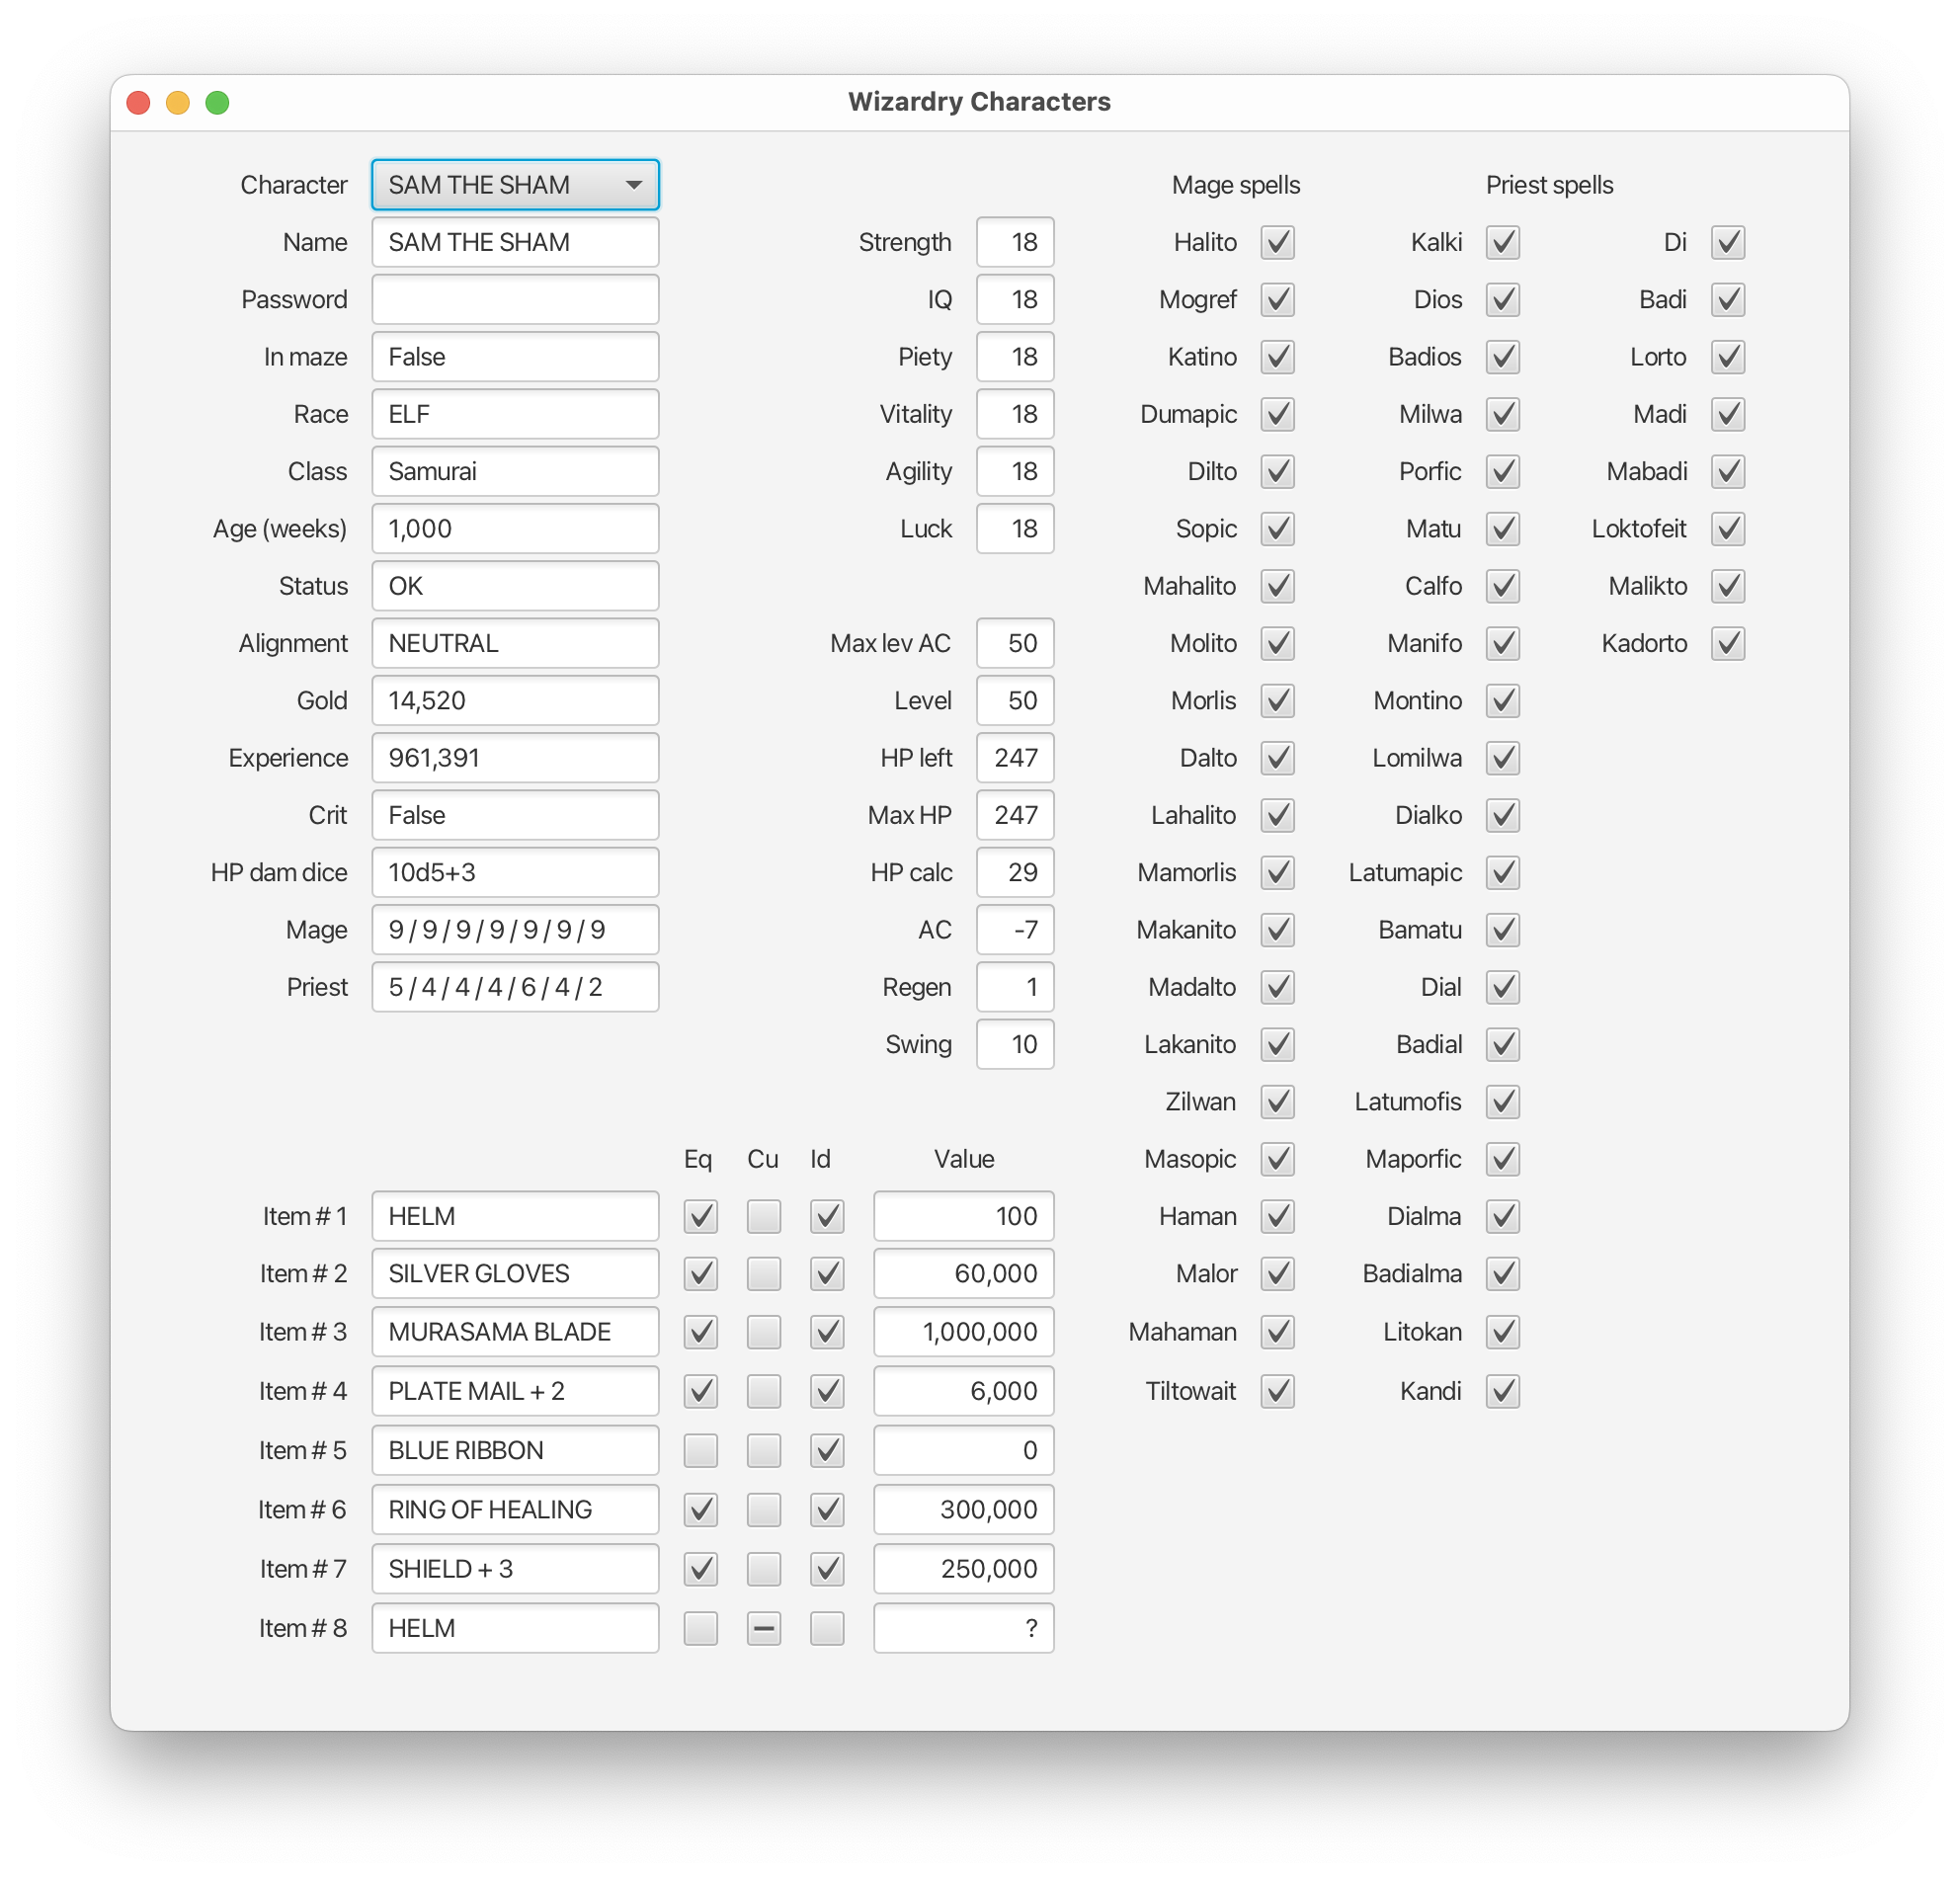 Wizardry Characters
Character SAM THE SHAM Mage spells Priest spells
Name SAM THE SHAM Strength 18 Halito Kalki Di
Password IQ 18 Mogref Dios Badi
In maze False Piety 18 Katino Badios Lorto
Race ELF Vitality 18 Dumapic Milwa Madi
Class Samurai Agility 18 Dilto Porfic Mabadi
Age (weeks) 1,000 Luck 18 Sopic Matu Loktofeit
Status OK Mahalito Calfo Malikto
Alignment NEUTRAL Max lev AC 50 Molito Manifo Kadorto
Gold 14,520 Level 50 Morlis Montino
Experience 961,391 HP left 247 Dalto Lomilwa
Crit False Max HP 247 Lahalito Dialko
HP dam dice 10d5+3 HP calc 29 Mamorlis Latumapic
Mage 9 / 9 / 9 / 9 / 9 / 9 / 9 AC -7 Makanito Bamatu
Priest 5 / 4 / 4 / 4 / 6 / 4 / 2 Regen 1 Madalto Dial
Swing 10 Lakanito Badial
Zilwan Latumofis
Eq Cu Id Value Masopic Maporfic
Item # 1 HELM 100 Haman Dialma
Item # 2 SILVER GLOVES 60,000 Malor Badialma
Item # 3 MURASAMA BLADE 1,000,000 Mahaman Litokan
Item # 4 PLATE MAIL + 2 6,000 Tiltowait Kandi
Item # 5 BLUE RIBBON 0
Item # 6 RING OF HEALING 300,000
Item # 7 SHIELD + 3 250,000
Item # 8 HELM ?